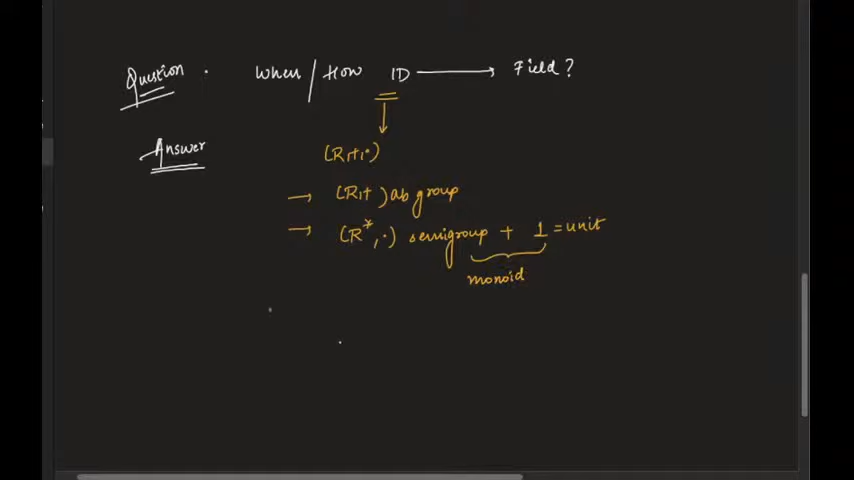 Question. When/How ID ⟶ Field?
Answer
(R,+,·)
→ (R,+) ab group
→ (R*,·) semigroup + 1 = unit
monoid